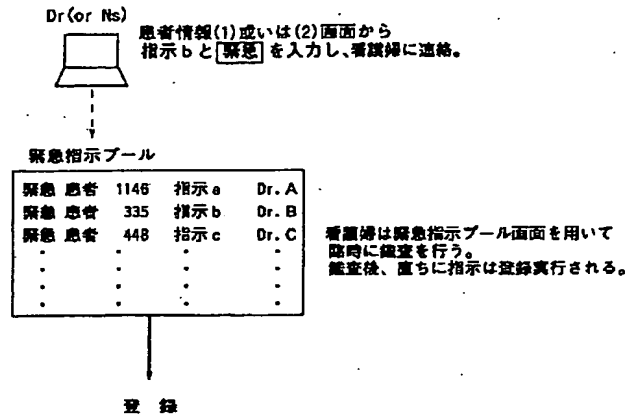 Dr(or Ns)
患者情報(1)或いは(2)画面から
指示bと緊急を入力し、看護婦に連絡。
緊急指示プール
緊急 患者 1146 指示a Dr.A
緊急 患者 335 指示b Dr.B
緊急 患者 448 指示c Dr.C
看護婦は緊急指示プール画面を用いて
臨時に鑑査を行う。
鑑査後、直ちに指示は登録実行される。
登 録